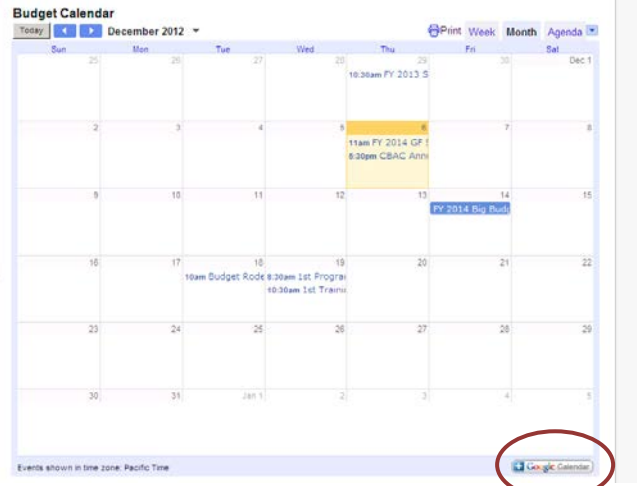 Budget Calendar
Today December 2012 Print Week Month Agenda
Sun Mon Tue Wed Thu Fri Sat
25 26 27 28 29 30 Dec 1
10:30am FY 2013 S
2 3 4 5 6 7 8
11am FY 2014 GF S
5:30pm CBAC Ann
9 10 11 12 13 14 15
FY 2014 Big Budg
16 17 18 19 20 21 22
10am Budget Rode 8:30am 1st Progra
10:30am 1st Traini
23 24 25 26 27 28 29
30 31 Jan 1 2 3 4 5
Events shown in time zone: Pacific Time
Google Calendar